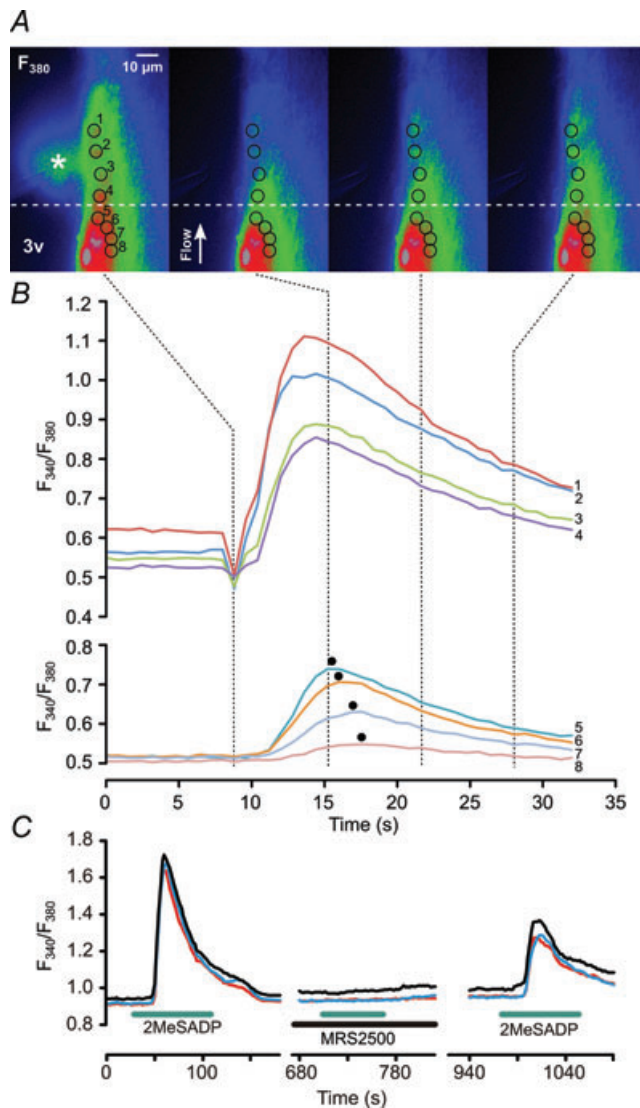 A
F380
10 µm
1
2
*
3
4
5
6
7
8
3v
Flow
B
1.2
1.1
1.0
0.9
0.8
0.7
0.6
0.5
0.4
F340/F380
1
2
3
4
0.8
0.7
0.6
0.5
F340/F380
5
6
7
8
0 5 10 15 20 25 30 35
Time (s)
C
1.8
1.6
1.4
1.2
1.0
0.8
F340/F380
2MeSADP
MRS2500
2MeSADP
0 100 680 780 940 1040
Time (s) Time (s)